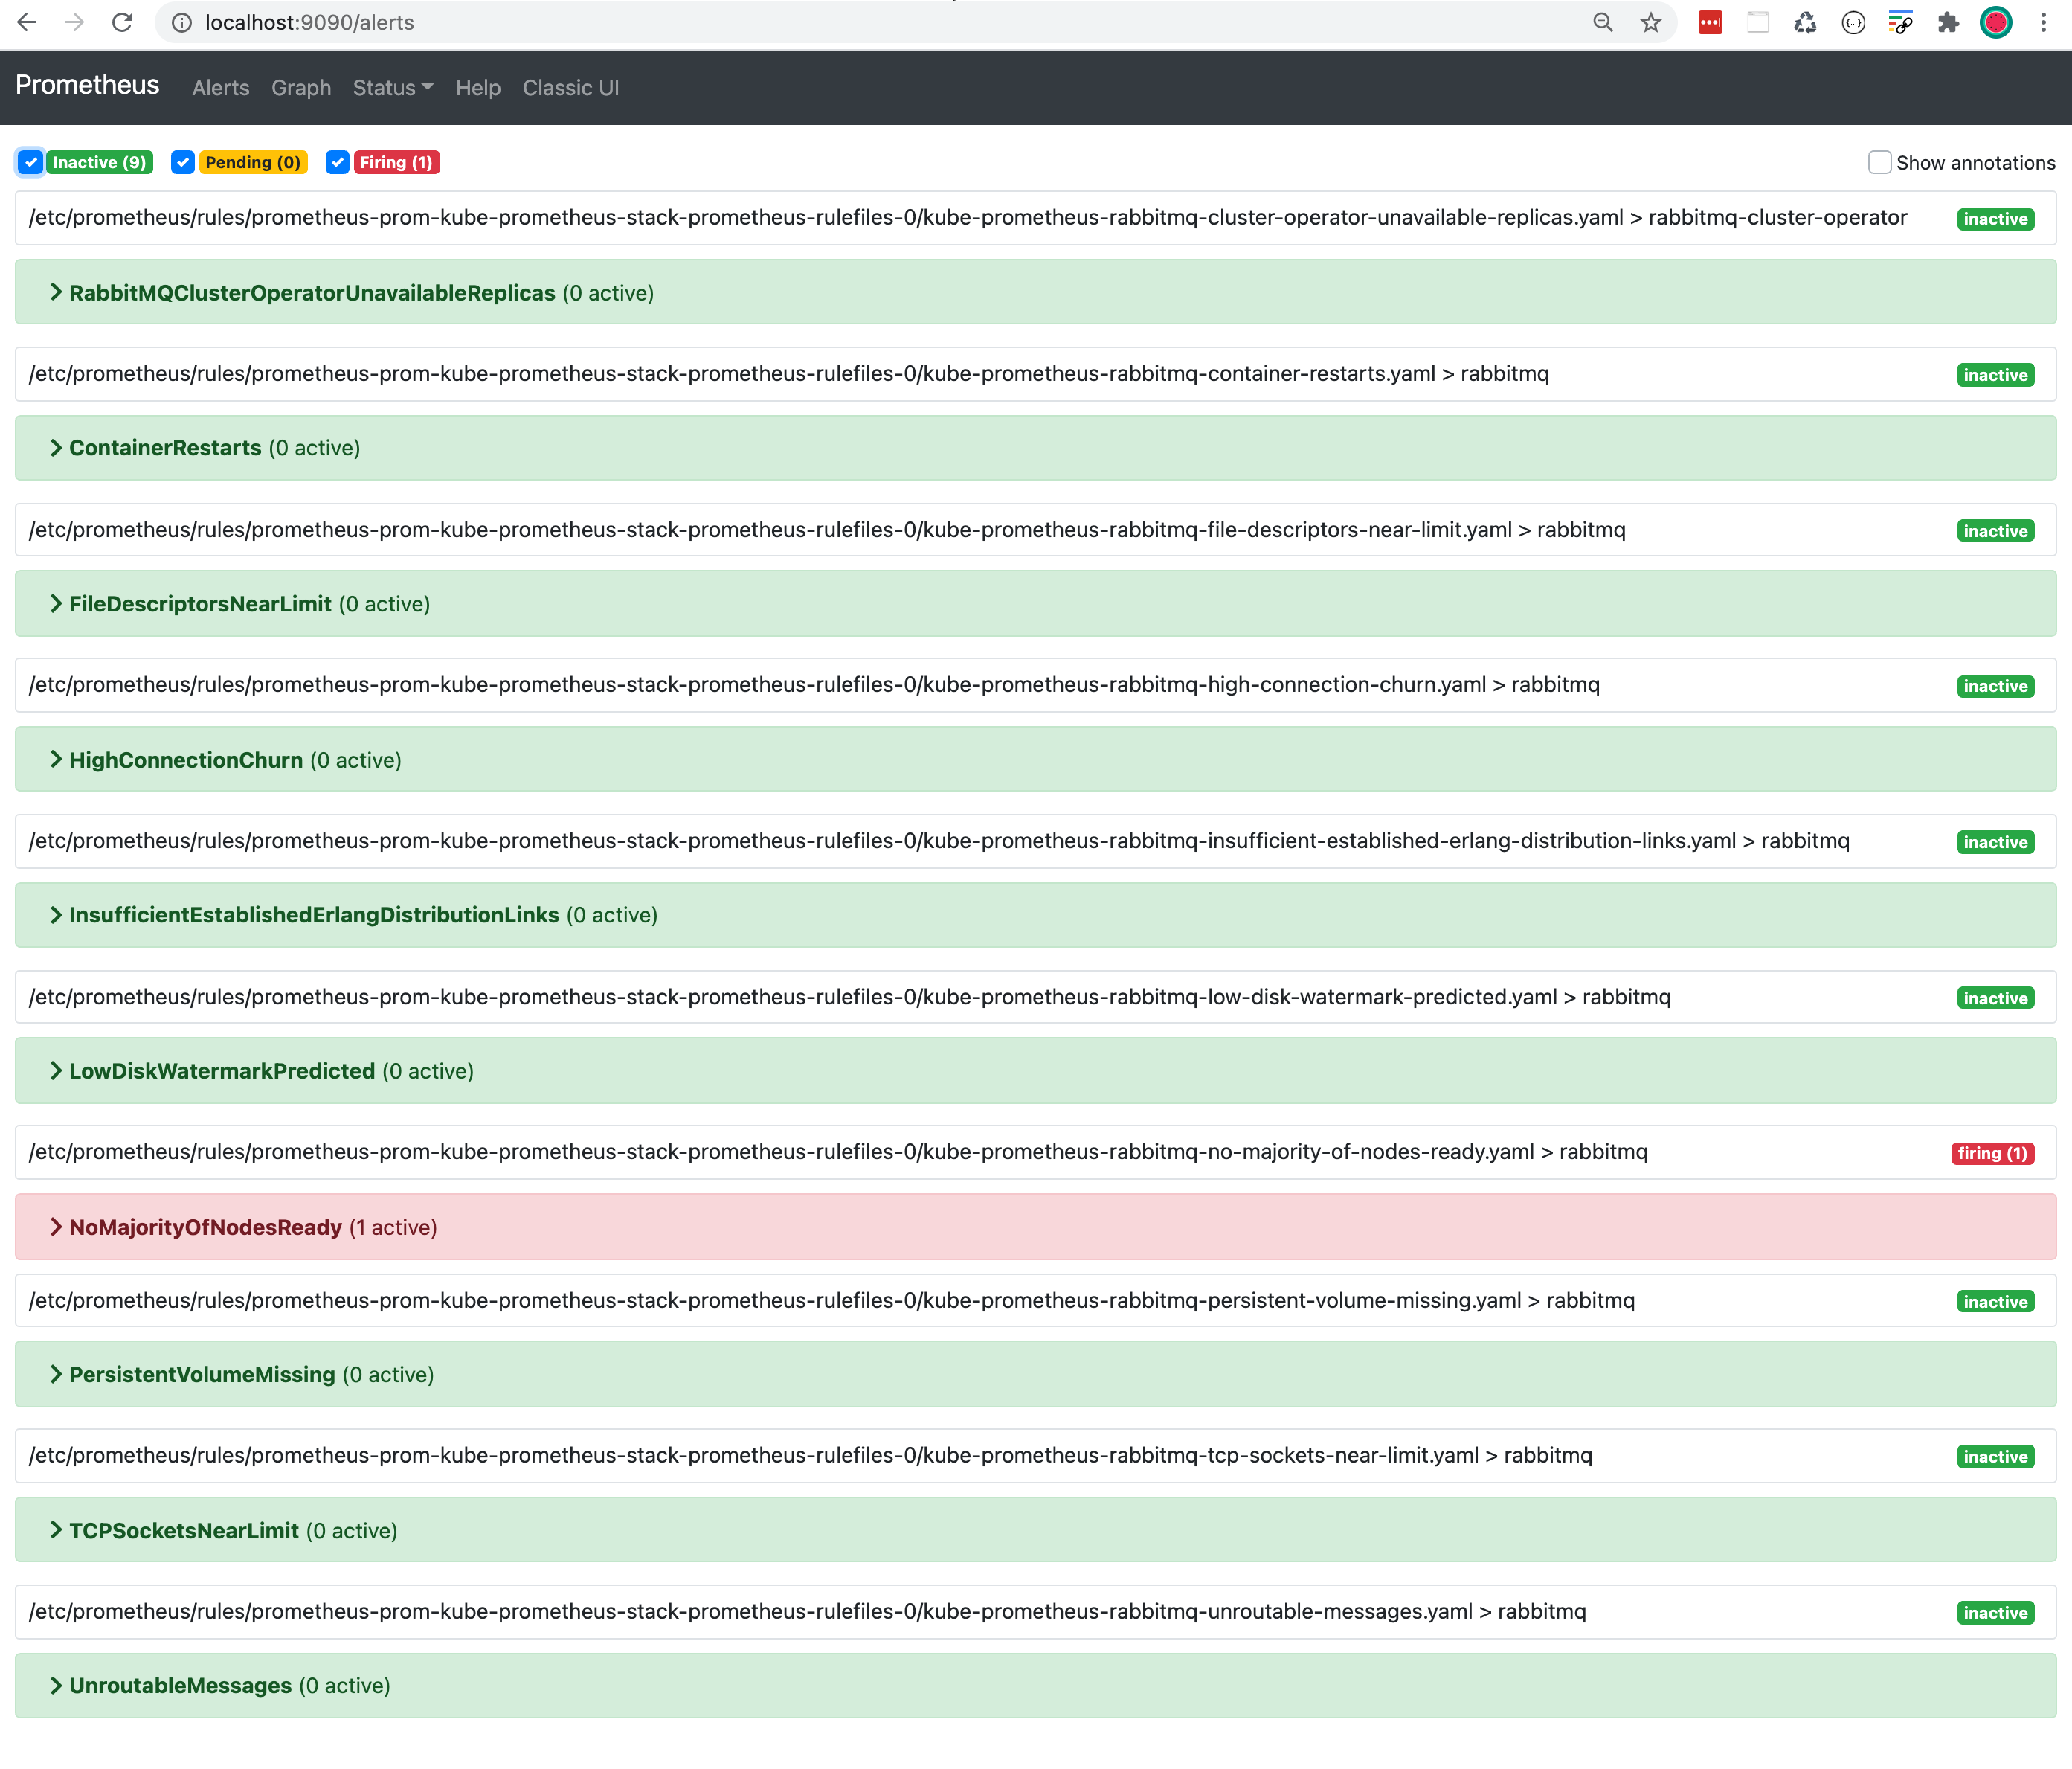 localhost:9090/alerts
Prometheus Alerts Graph Status Help Classic UI
Inactive (9) Pending (0) Firing (1) Show annotations
/etc/prometheus/rules/prometheus-prom-kube-prometheus-stack-prometheus-rulefiles-0/kube-prometheus-rabbitmq-cluster-operator-unavailable-replicas.yaml > rabbitmq-cluster-operator inactive
RabbitMQClusterOperatorUnavailableReplicas (0 active)
/etc/prometheus/rules/prometheus-prom-kube-prometheus-stack-prometheus-rulefiles-0/kube-prometheus-rabbitmq-container-restarts.yaml > rabbitmq inactive
ContainerRestarts (0 active)
/etc/prometheus/rules/prometheus-prom-kube-prometheus-stack-prometheus-rulefiles-0/kube-prometheus-rabbitmq-file-descriptors-near-limit.yaml > rabbitmq inactive
FileDescriptorsNearLimit (0 active)
/etc/prometheus/rules/prometheus-prom-kube-prometheus-stack-prometheus-rulefiles-0/kube-prometheus-rabbitmq-high-connection-churn.yaml > rabbitmq inactive
HighConnectionChurn (0 active)
/etc/prometheus/rules/prometheus-prom-kube-prometheus-stack-prometheus-rulefiles-0/kube-prometheus-rabbitmq-insufficient-established-erlang-distribution-links.yaml > rabbitmq inactive
InsufficientEstablishedErlangDistributionLinks (0 active)
/etc/prometheus/rules/prometheus-prom-kube-prometheus-stack-prometheus-rulefiles-0/kube-prometheus-rabbitmq-low-disk-watermark-predicted.yaml > rabbitmq inactive
LowDiskWatermarkPredicted (0 active)
/etc/prometheus/rules/prometheus-prom-kube-prometheus-stack-prometheus-rulefiles-0/kube-prometheus-rabbitmq-no-majority-of-nodes-ready.yaml > rabbitmq firing (1)
NoMajorityOfNodesReady (1 active)
/etc/prometheus/rules/prometheus-prom-kube-prometheus-stack-prometheus-rulefiles-0/kube-prometheus-rabbitmq-persistent-volume-missing.yaml > rabbitmq inactive
PersistentVolumeMissing (0 active)
/etc/prometheus/rules/prometheus-prom-kube-prometheus-stack-prometheus-rulefiles-0/kube-prometheus-rabbitmq-tcp-sockets-near-limit.yaml > rabbitmq inactive
TCPSocketsNearLimit (0 active)
/etc/prometheus/rules/prometheus-prom-kube-prometheus-stack-prometheus-rulefiles-0/kube-prometheus-rabbitmq-unroutable-messages.yaml > rabbitmq inactive
UnroutableMessages (0 active)